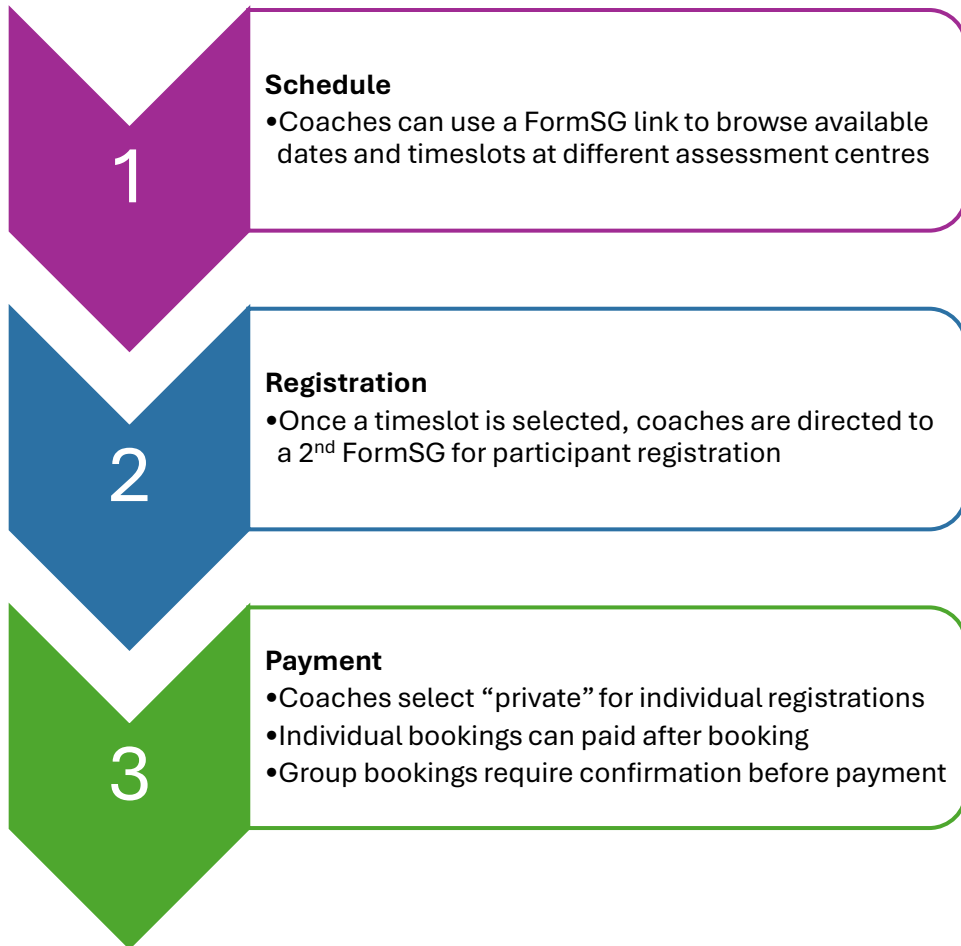 1
Schedule
•Coaches can use a FormSG link to browse available
dates and timeslots at different assessment centres
2
Registration
•Once a timeslot is selected, coaches are directed to
a 2nd FormSG for participant registration
3
Payment
•Coaches select “private” for individual registrations
•Individual bookings can paid after booking
•Group bookings require confirmation before payment